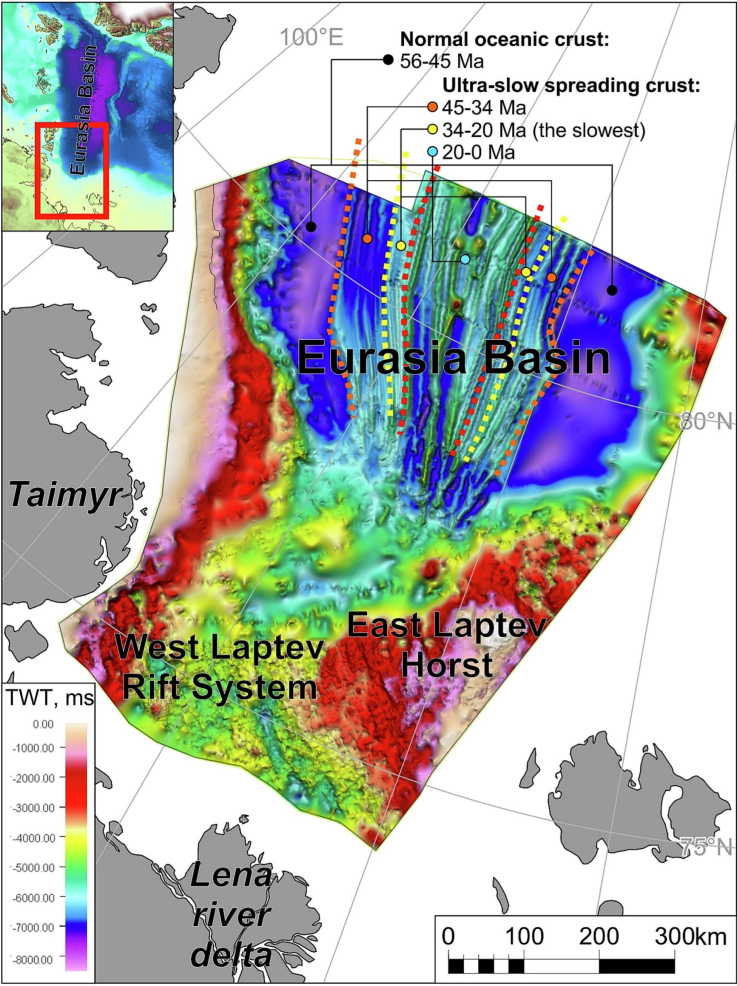 Eurasia Basin
100°E
Normal oceanic crust:
56-45 Ma
Ultra-slow spreading crust:
45-34 Ma
34-20 Ma (the slowest)
20-0 Ma
Eurasia Basin
80°N
Taimyr
West Laptev
Rift System
East Laptev
Horst
TWT, ms
0.00
-1000.00
-2000.00
-3000.00
-4000.00
-5000.00
-6000.00
-7000.00
-8000.00
75°N
Lena
river
delta
0 100 200 300km